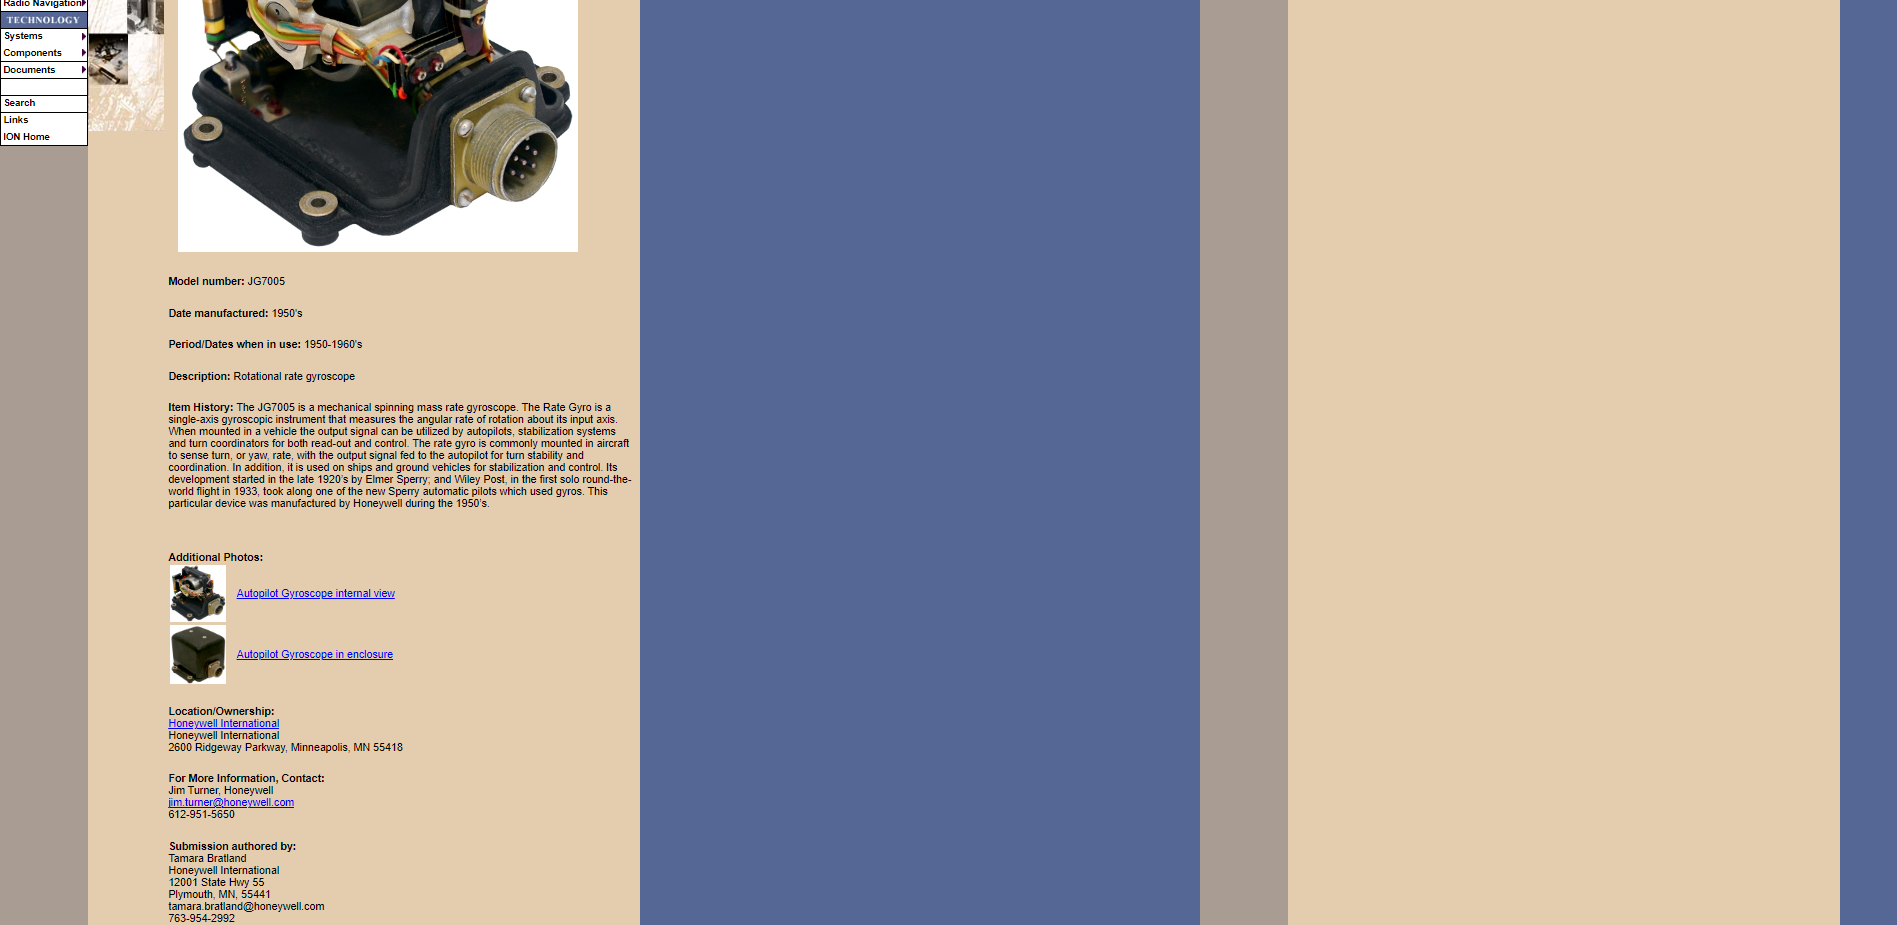 Radio Navigation
TECHNOLOGY
Systems
Components
Documents
Search
Links
ION Home
Model number: JG7005
Date manufactured: 1950's
Period/Dates when in use: 1950-1960's
Description: Rotational rate gyroscope
Item History: The JG7005 is a mechanical spinning mass rate gyroscope. The Rate Gyro is a
single-axis gyroscopic instrument that measures the angular rate of rotation about its input axis.
When mounted in a vehicle the output signal can be utilized by autopilots, stabilization systems
and turn coordinators for both read-out and control. The rate gyro is commonly mounted in aircraft
to sense turn, or yaw, rate, with the output signal fed to the autopilot for turn stability and
coordination. In addition, it is used on ships and ground vehicles for stabilization and control. Its
development started in the late 1920's by Elmer Sperry; and Wiley Post, in the first solo round-the-
world flight in 1933, took along one of the new Sperry automatic pilots which used gyros. This
particular device was manufactured by Honeywell during the 1950's.
Additional Photos:
Autopilot Gyroscope internal view
Autopilot Gyroscope in enclosure
Location/Ownership:
Honeywell International
Honeywell International
2600 Ridgeway Parkway, Minneapolis, MN 55418
For More Information, Contact:
Jim Turner, Honeywell
jim.turner@honeywell.com
612-951-5650
Submission authored by:
Tamara Bratland
Honeywell International
12001 State Hwy 55
Plymouth, MN, 55441
tamara.bratland@honeywell.com
763-954-2992